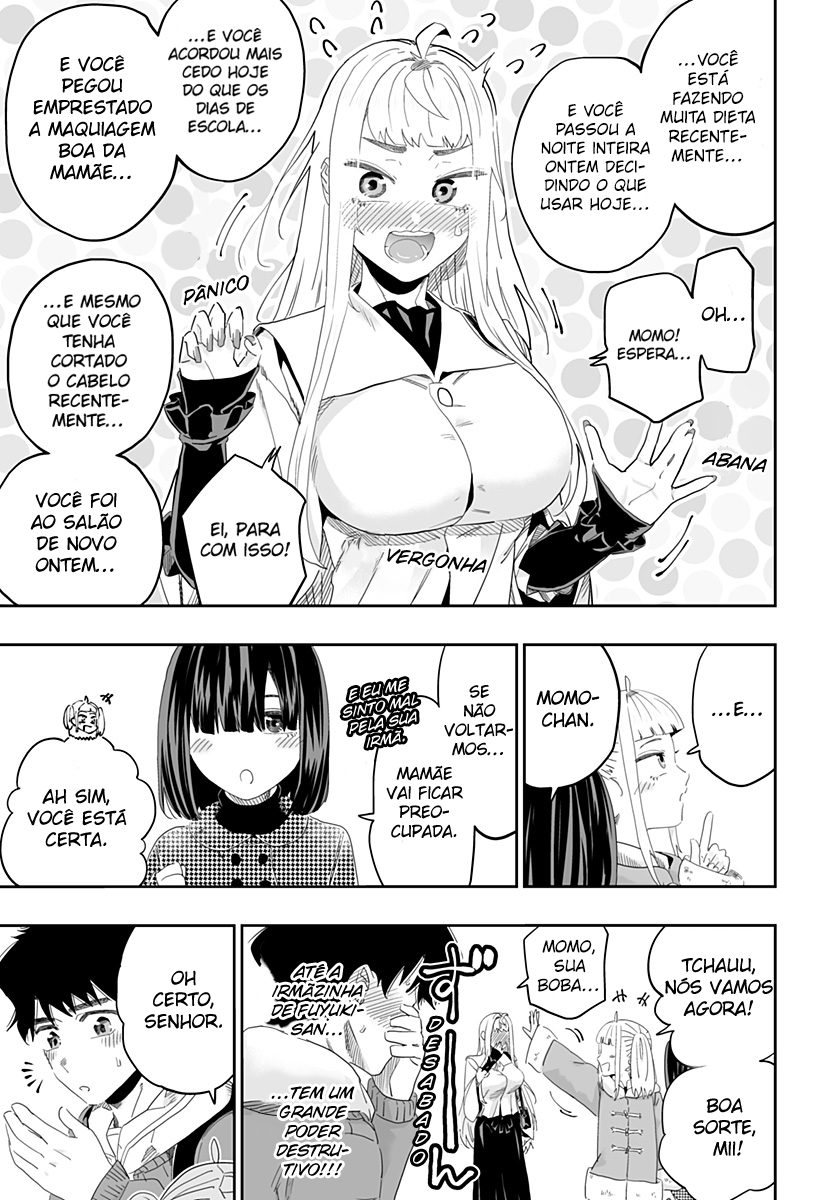 ...VOCÊ
ESTÁ
FAZENDO
MUITA DIETA
RECENTE-
MENTE...
E VOCÊ
PASSOU A
NOITE INTEIRA
ONTEM DECI-
DINDO O QUE
USAR HOJE...
...E VOCÊ
ACORDOU MAIS
CEDO HOJE
DO QUE OS
DIAS DE
ESCOLA...
E VOCÊ
PEGOU
EMPRESTADO
A MAQUIAGEM
BOA DA
MAMÃE...
OH...
MOMO!
ESPERA...
PÂNICO
...E MESMO
QUE VOCÊ
TENHA
CORTADO
O CABELO
RECENTE-
MENTE...
VOCÊ FOI
AO SALÃO
DE NOVO
ONTEM...
EI, PARA
COM ISSO!
ABANA
VERGONHA
...E...
MOMO-
CHAN.
SE
NÃO
VOLTAR-
MOS...
MAMÃE
VAI FICAR
PREO-
CUPADA.
E EU ME
SINTO MAL
PELA SUA
IRMÃ.
AH SIM,
VOCÊ ESTÁ
CERTA.
TCHAUU,
NÓS VAMOS
AGORA!
BOA
SORTE,
MII!
MOMO,
SUA
BOBA...
ずーん
DESABADO
ATÉ A
IRMÃZINHA
DE FUYUKI-
SAN...
...TEM UM
GRANDE
PODER
DESTRU-
TIVO!!!
OH
CERTO,
SENHOR.